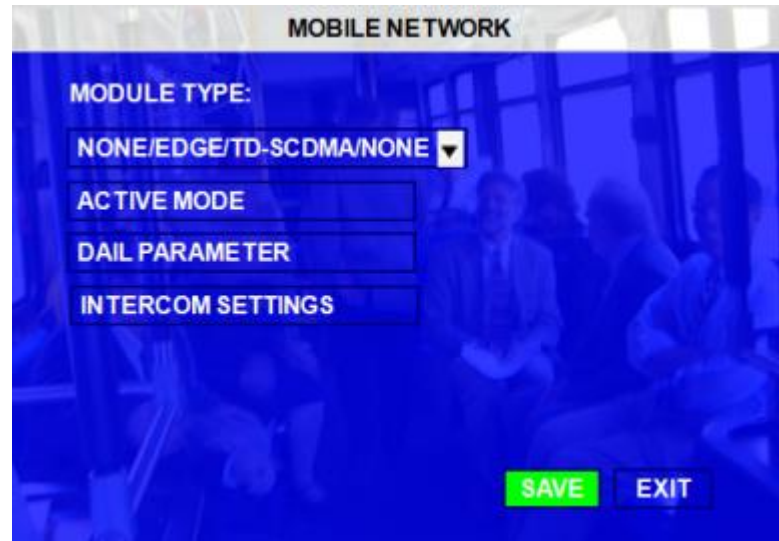 MOBILE NETWORK
MODULE TYPE:
NONE/EDGE/TD-SCDMA/NONE
ACTIVE MODE
DAIL PARAMETER
INTERCOM SETTINGS
SAVE EXIT